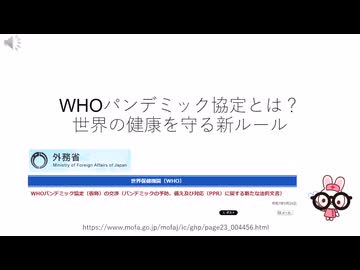 WHOパンデミック協定とは？
世界の健康を守る新ルール
外務省
Ministry of Foreign Affairs of Japan
世界保健機関（WHO）
WHOパンデミック協定（仮称）の交渉（パンデミックの予防、備え及び対応（PPR）に関する新たな法的文書）
https://www.mofa.go.jp/mofaj/ic/ghp/page23_004456.html